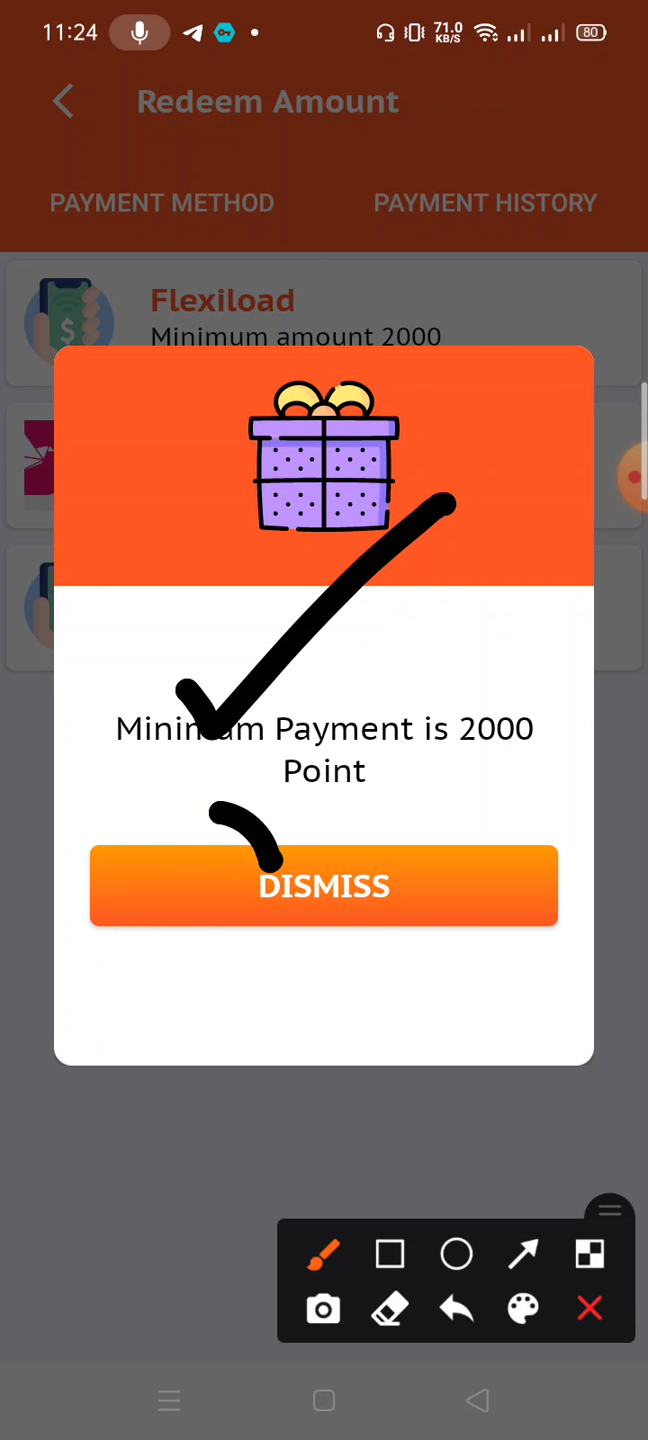 11:24
71.0
KB/S
80
Redeem Amount
PAYMENT METHOD
PAYMENT HISTORY
Flexiload
Minimum amount 2000
Minimum Payment is 2000
Point
DISMISS